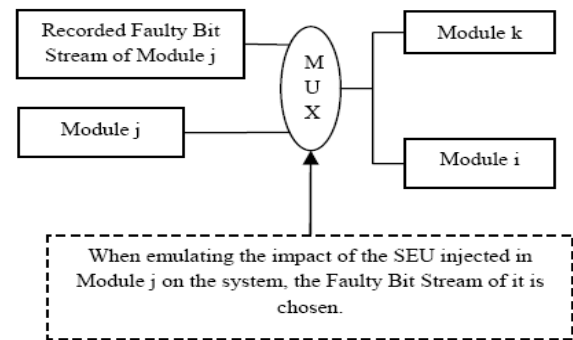 Recorded Faulty Bit
Stream of Module j
Module j
M
U
X
Module k
Module i
When emulating the impact of the SEU injected in
Module j on the system, the Faulty Bit Stream of it is
chosen.